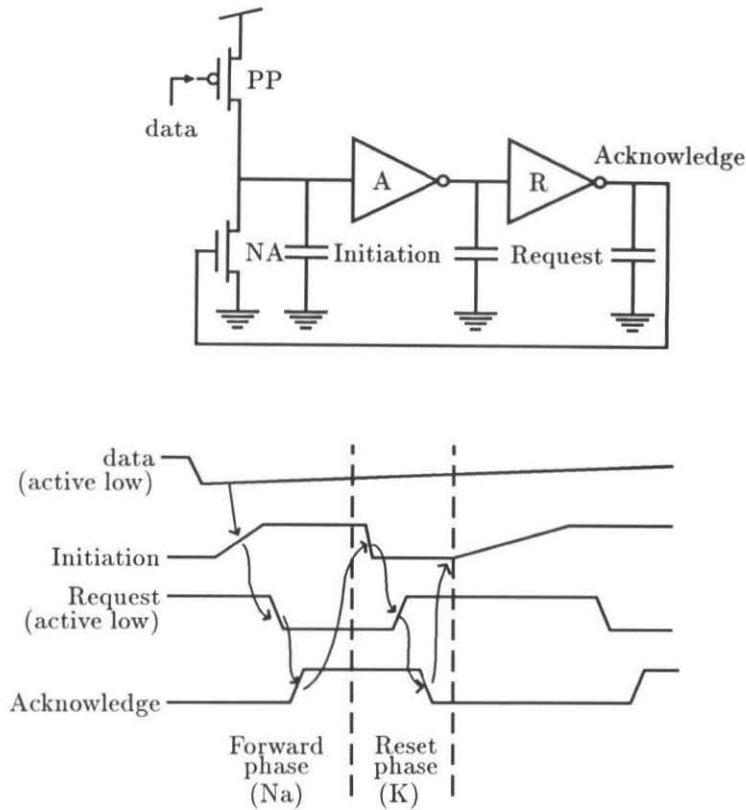 PP
data
Acknowledge
A
R
NA
Initiation
Request
data
(active low)
Initiation
Request
(active low)
Acknowledge
Forward
phase
(Na)
Reset
phase
(K)